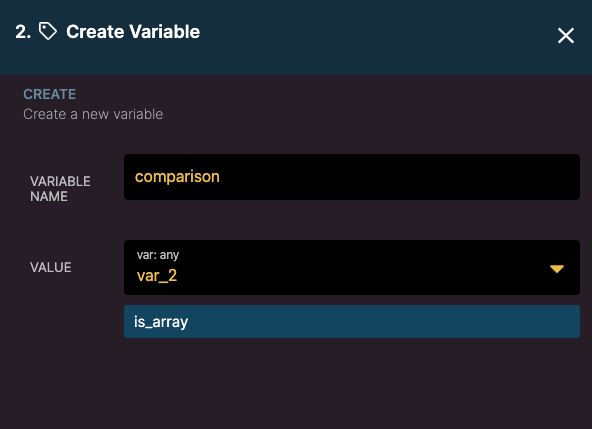 2. Create Variable
CREATE
Create a new variable
VARIABLE
NAME
comparison
VALUE
var: any
var_2
is_array